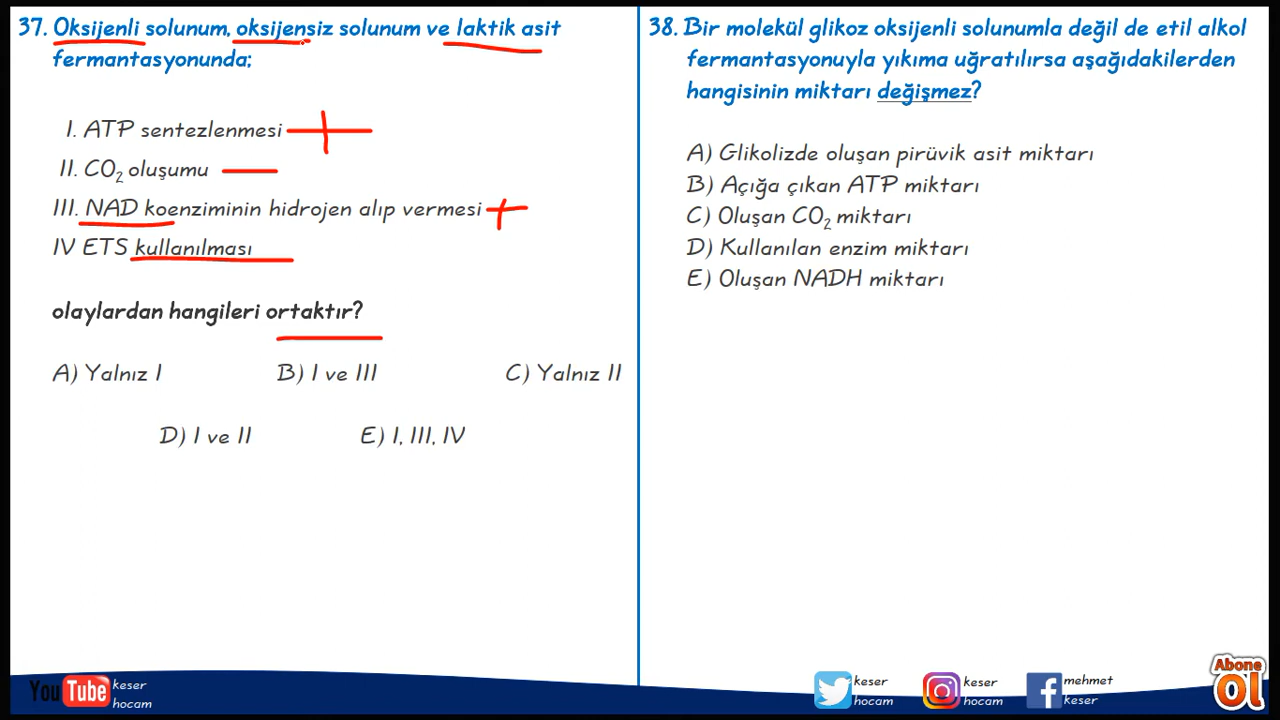 37. Oksijenli solunum, oksijensiz solunum ve laktik asit
fermantasyonunda;
I. ATP sentezlenmesi
II. CO₂ oluşumu
III. NAD koenziminin hidrojen alıp vermesi
IV ETS kullanılması
olaylardan hangileri ortaktır?
A) Yalnız I B) I ve III C) Yalnız II
D) I ve II E) I, III, IV
38. Bir molekül glikoz oksijenli solunumla değil de etil alkol
fermantasyonuyla yıkıma uğratılırsa aşağıdakilerden
hangisinin miktarı değişmez?
A) Glikolizde oluşan pirüvik asit miktarı
B) Açığa çıkan ATP miktarı
C) Oluşan CO₂ miktarı
D) Kullanılan enzim miktarı
E) Oluşan NADH miktarı
YouTube keser
hocam
keser
hocam
keser
hocam
mehmet
keser
Abone
OL